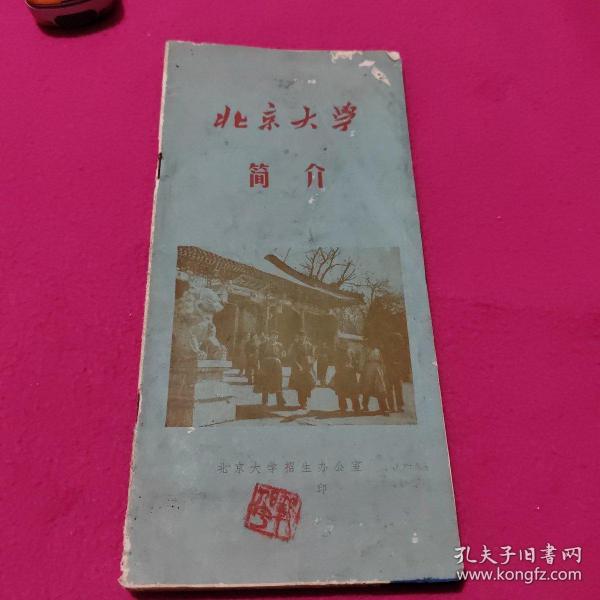 北京大学
简介
北京大学招生办公室
印
孔夫子旧书网
www.kongfz.com